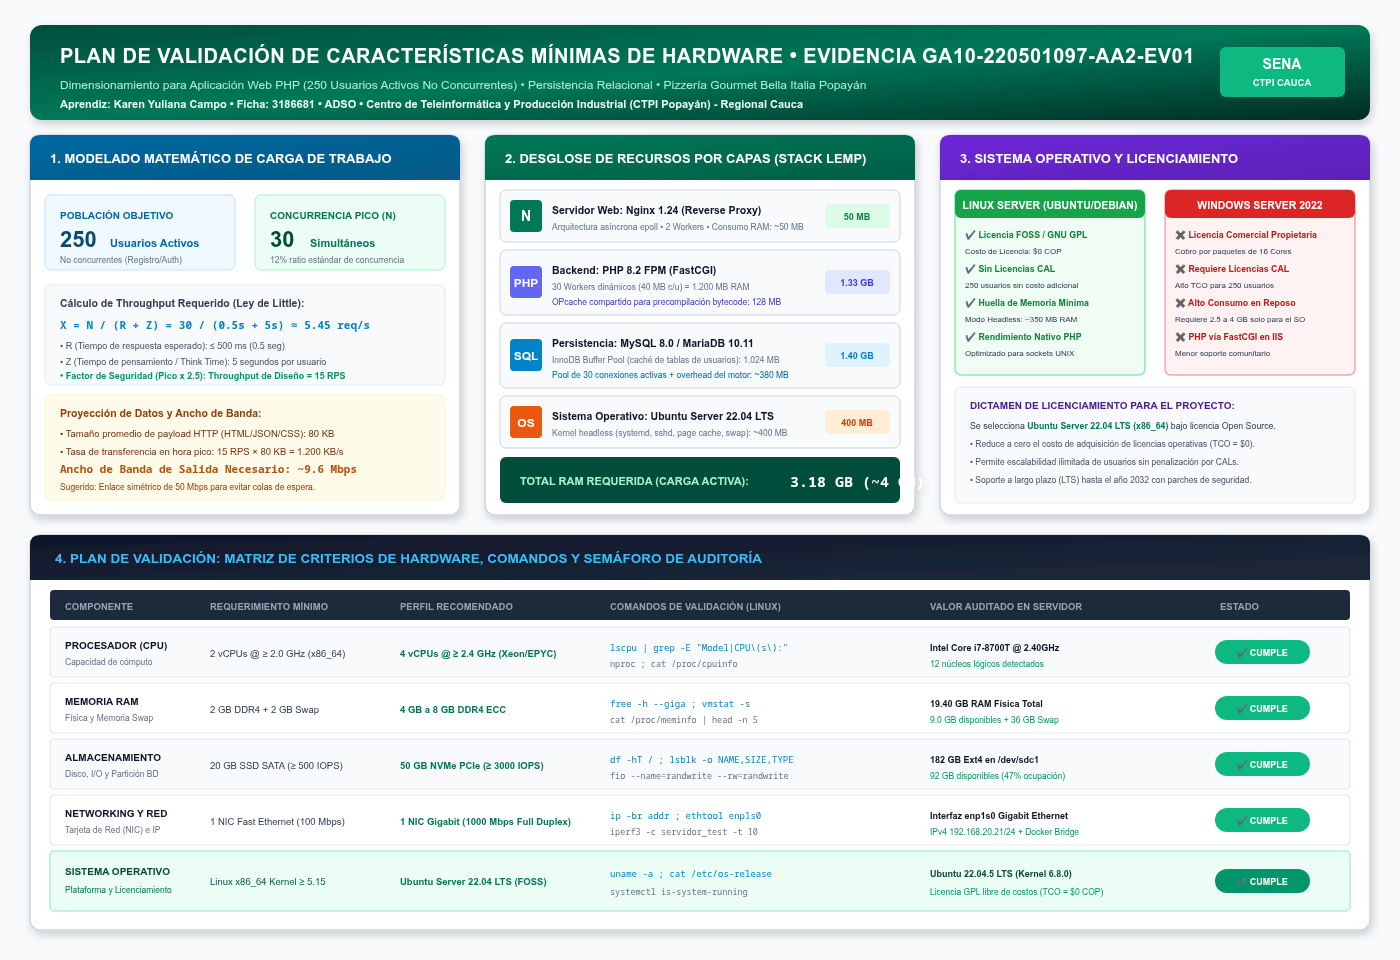 PLAN DE VALIDACIÓN DE CARACTERÍSTICAS MÍNIMAS DE HARDWARE • EVIDENCIA GA10-220501097-AA2-EV01
Dimensionamiento para Aplicación Web PHP (250 Usuarios Activos No Concurrentes) • Persistencia Relacional • Pizzería Gourmet Bella Italia Popayán
Aprendiz: Karen Yuliana Campo • Ficha: 3186681 • ADSO • Centro de Teleinformática y Producción Industrial (CTPI Popayán) - Regional Cauca
SENA
CTPI CAUCA
1. MODELADO MATEMÁTICO DE CARGA DE TRABAJO
POBLACIÓN OBJETIVO
250 Usuarios Activos
No concurrentes (Registro/Auth)
CONCURRENCIA PICO (N)
30 Simultáneos
12% ratio estándar de concurrencia
Cálculo de Throughput Requerido (Ley de Little):
X = N / (R + Z) = 30 / (0.5s + 5s) ≈ 5.45 req/s
• R (Tiempo de respuesta esperado): ≤ 500 ms (0.5 seg)
• Z (Tiempo de pensamiento / Think Time): 5 segundos por usuario
• Factor de Seguridad (Pico x 2.5): Throughput de Diseño = 15 RPS
Proyección de Datos y Ancho de Banda:
• Tamaño promedio de payload HTTP (HTML/JSON/CSS): 80 KB
• Tasa de transferencia en hora pico: 15 RPS × 80 KB = 1.200 KB/s
Ancho de Banda de Salida Necesario: ~9.6 Mbps
Sugerido: Enlace simétrico de 50 Mbps para evitar colas de espera.
2. DESGLOSE DE RECURSOS POR CAPAS (STACK LEMP)
N
Servidor Web: Nginx 1.24 (Reverse Proxy)
Arquitectura asíncrona epoll • 2 Workers • Consumo RAM: ~50 MB
50 MB
PHP
Backend: PHP 8.2 FPM (FastCGI)
30 Workers dinámicos (40 MB c/u) = 1.200 MB RAM
OPcache compartido para precompilación bytecode: 128 MB
1.33 GB
SQL
Persistencia: MySQL 8.0 / MariaDB 10.11
InnoDB Buffer Pool (caché de tablas de usuarios): 1.024 MB
Pool de 30 conexiones activas + overhead del motor: ~380 MB
1.40 GB
OS
Sistema Operativo: Ubuntu Server 22.04 LTS
Kernel headless (systemd, sshd, page cache, swap): ~400 MB
400 MB
TOTAL RAM REQUERIDA (CARGA ACTIVA): 3.18 GB (~4 GB)
3. SISTEMA OPERATIVO Y LICENCIAMIENTO
LINUX SERVER (UBUNTU/DEBIAN)
✔ Licencia FOSS / GNU GPL
Costo de Licencia: $0 COP
✔ Sin Licencias CAL
250 usuarios sin costo adicional
✔ Huella de Memoria Mínima
Modo Headless: ~350 MB RAM
✔ Rendimiento Nativo PHP
Optimizado para sockets UNIX
WINDOWS SERVER 2022
✖ Licencia Comercial Propietaria
Cobro por paquetes de 16 Cores
✖ Requiere Licencias CAL
Alto TCO para 250 usuarios
✖ Alto Consumo en Reposo
Requiere 2.5 a 4 GB solo para el SO
✖ PHP vía FastCGI en IIS
Menor soporte comunitario
DICTAMEN DE LICENCIAMIENTO PARA EL PROYECTO:
Se selecciona Ubuntu Server 22.04 LTS (x86_64) bajo licencia Open Source.
• Reduce a cero el costo de adquisición de licencias operativas (TCO = $0).
• Permite escalabilidad ilimitada de usuarios sin penalización por CALs.
• Soporte a largo plazo (LTS) hasta el año 2032 con parches de seguridad.
4. PLAN DE VALIDACIÓN: MATRIZ DE CRITERIOS DE HARDWARE, COMANDOS Y SEMÁFORO DE AUDITORÍA
COMPONENTE REQUERIMIENTO MÍNIMO PERFIL RECOMENDADO COMANDOS DE VALIDACIÓN (LINUX) VALOR AUDITADO EN SERVIDOR ESTADO
PROCESADOR (CPU)
Capacidad de cómputo
2 vCPUs @ ≥ 2.0 GHz (x86_64)
4 vCPUs @ ≥ 2.4 GHz (Xeon/EPYC)
lscpu | grep -E "Model|CPU\(s\):"
nproc ; cat /proc/cpuinfo
Intel Core i7-8700T @ 2.40GHz
12 núcleos lógicos detectados
✔ CUMPLE
MEMORIA RAM
Física y Memoria Swap
2 GB DDR4 + 2 GB Swap
4 GB a 8 GB DDR4 ECC
free -h --giga ; vmstat -s
cat /proc/meminfo | head -n 5
19.40 GB RAM Física Total
9.0 GB disponibles + 36 GB Swap
✔ CUMPLE
ALMACENAMIENTO
Disco, I/O y Partición BD
20 GB SSD SATA (≥ 500 IOPS)
50 GB NVMe PCIe (≥ 3000 IOPS)
df -hT / ; lsblk -o NAME,SIZE,TYPE
fio --name=randwrite --rw=randwrite
182 GB Ext4 en /dev/sdc1
92 GB disponibles (47% ocupación)
✔ CUMPLE
NETWORKING Y RED
Tarjeta de Red (NIC) e IP
1 NIC Fast Ethernet (100 Mbps)
1 NIC Gigabit (1000 Mbps Full Duplex)
ip -br addr ; ethtool enp1s0
iperf3 -c servidor_test -t 10
Interfaz enp1s0 Gigabit Ethernet
IPv4 192.168.20.21/24 + Docker Bridge
✔ CUMPLE
SISTEMA OPERATIVO
Plataforma y Licenciamiento
Linux x86_64 Kernel ≥ 5.15
Ubuntu Server 22.04 LTS (FOSS)
uname -a ; cat /etc/os-release
systemctl is-system-running
Ubuntu 22.04.5 LTS (Kernel 6.8.0)
Licencia GPL libre de costos (TCO = $0 COP)
✔ CUMPLE